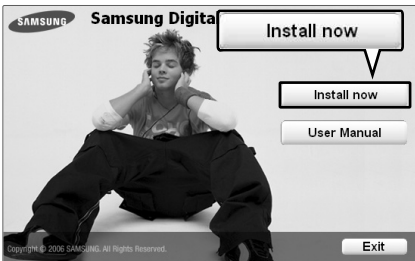 SAMSUNG
Samsung Digita
Install now
Install now
User Manual
Copyright © 2006 SAMSUNG. All Rights Reserved.
Exit